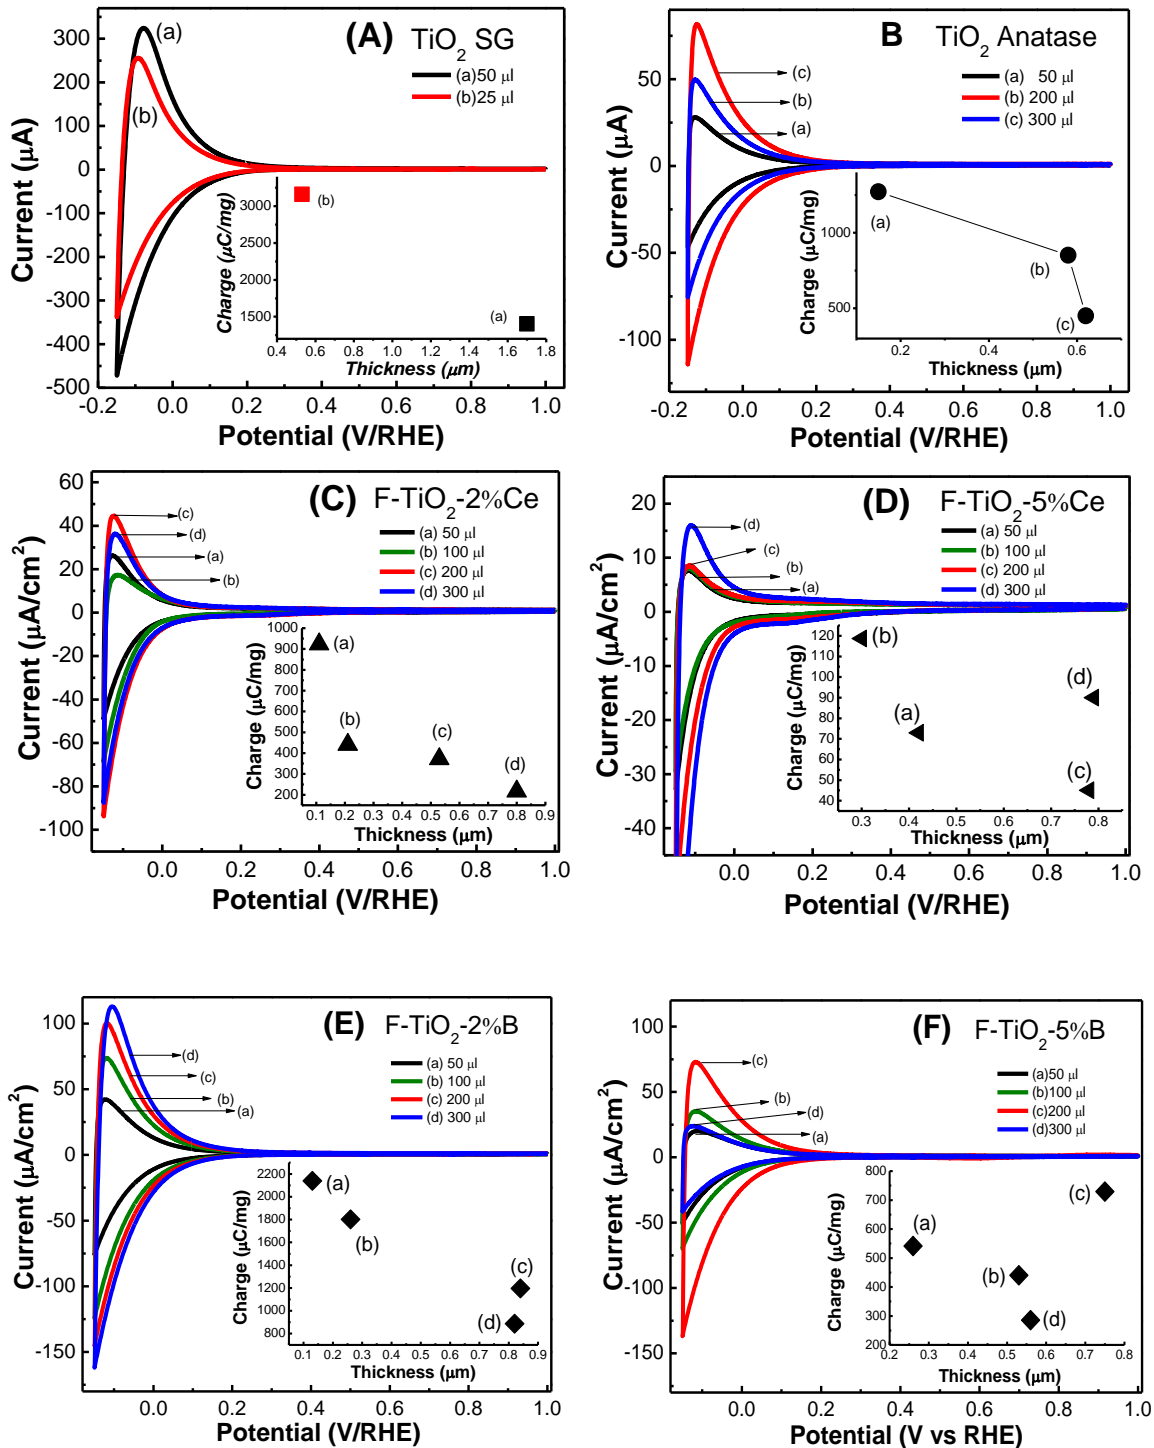 (A) TiO2 SG
(a)50 µl
(b)25 µl
(a)
(b)
300
200
100
0
-100
-200
-300
-400
-500
Current (µA)
-0.2 0.0 0.2 0.4 0.6 0.8 1.0
Potential (V/RHE)
3000
2500
2000
1500
Charge (µC/mg)
(b)
(a)
0.4 0.6 0.8 1.0 1.2 1.4 1.6 1.8
Thickness (µm)
B TiO2 Anatase
(a) 50 µl
(b) 200 µl
(c) 300 µl
(c)
(b)
(a)
50
0
-50
-100
Current (µA)
-0.2 0.0 0.2 0.4 0.6 0.8 1.0
Potential (V/RHE)
1000
500
Charge (µC/mg)
(a)
(b)
(c)
0.2 0.4 0.6
Thickness (µm)
(C) F-TiO2-2%Ce
(a) 50 µl
(b) 100 µl
(c) 200 µl
(d) 300 µl
(c)
(d)
(a)
(b)
60
40
20
0
-20
-40
-60
-80
-100
Current (µA/cm2)
0.0 0.2 0.4 0.6 0.8 1.0
Potential (V/RHE)
1000
900
800
700
600
500
400
300
200
Charge (µC/mg)
(a)
(b)
(c)
(d)
0.1 0.2 0.3 0.4 0.5 0.6 0.7 0.8 0.9
Thickness (µm)
(D) F-TiO2-5%Ce
(a) 50 µl
(b) 100 µl
(c) 200 µl
(d) 300 µl
(d)
(c)
(b)
(a)
20
10
0
-10
-20
-30
-40
Current (µA/cm2)
0.0 0.2 0.4 0.6 0.8 1.0
Potential (V/RHE)
120
110
100
90
80
70
60
50
40
Charge (µC/mg)
(b)
(a)
(d)
(c)
0.3 0.4 0.5 0.6 0.7 0.8
Thickness (µm)
(E) F-TiO2-2%B
(a) 50 µl
(b) 100 µl
(c) 200 µl
(d) 300 µl
(d)
(c)
(b)
(a)
100
50
0
-50
-100
-150
Current (µA/cm2)
0.0 0.2 0.4 0.6 0.8 1.0
Potential (V/RHE)
2200
2000
1800
1600
1400
1200
1000
800
Charge (µC/mg)
(a)
(b)
(c)
(d)
0.1 0.2 0.3 0.4 0.5 0.6 0.7 0.8 0.9
Thickness (µm)
(F) F-TiO2-5%B
(a)50 µl
(b)100 µl
(c)200 µl
(d)300 µl
(c)
(b)
(d)
(a)
100
50
0
-50
-100
-150
Current (µA/cm2)
0.0 0.2 0.4 0.6 0.8 1.0
Potential (V vs RHE)
800
700
600
500
400
300
200
Charge (µC/mg)
(a)
(c)
(b)
(d)
0.2 0.3 0.4 0.5 0.6 0.7 0.8
Thickness (µm)